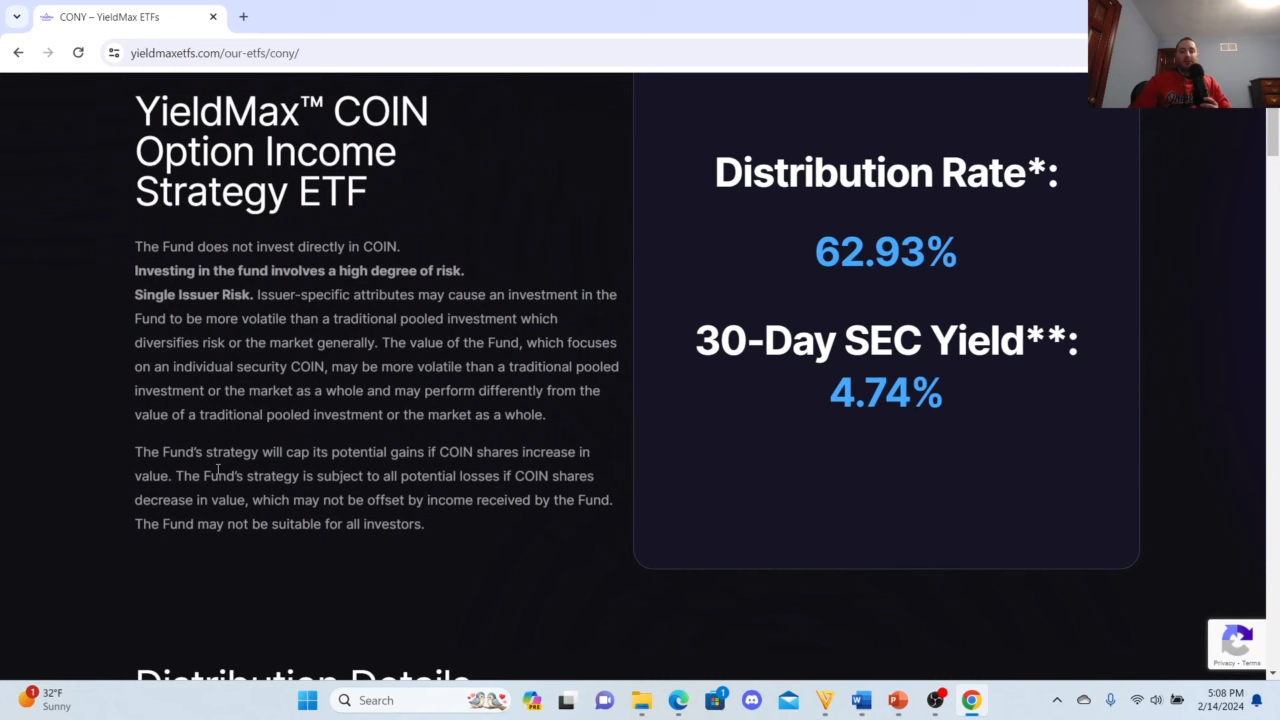 CONY – YieldMax ETFs
yieldmaxetfs.com/our-etfs/cony/
YieldMax™ COIN
Option Income
Strategy ETF
The Fund does not invest directly in COIN.
Investing in the fund involves a high degree of risk.
Single Issuer Risk. Issuer-specific attributes may cause an investment in the
Fund to be more volatile than a traditional pooled investment which
diversifies risk or the market generally. The value of the Fund, which focuses
on an individual security COIN, may be more volatile than a traditional pooled
investment or the market as a whole and may perform differently from the
value of a traditional pooled investment or the market as a whole.
The Fund's strategy will cap its potential gains if COIN shares increase in
value. The Fund's strategy is subject to all potential losses if COIN shares
decrease in value, which may not be offset by income received by the Fund.
The Fund may not be suitable for all investors.
Distribution Rate*:
62.93%
30-Day SEC Yield**:
4.74%
Distribution Details
Privacy - Terms
1
32°F
Sunny
Search
1
5:08 PM
2/14/2024